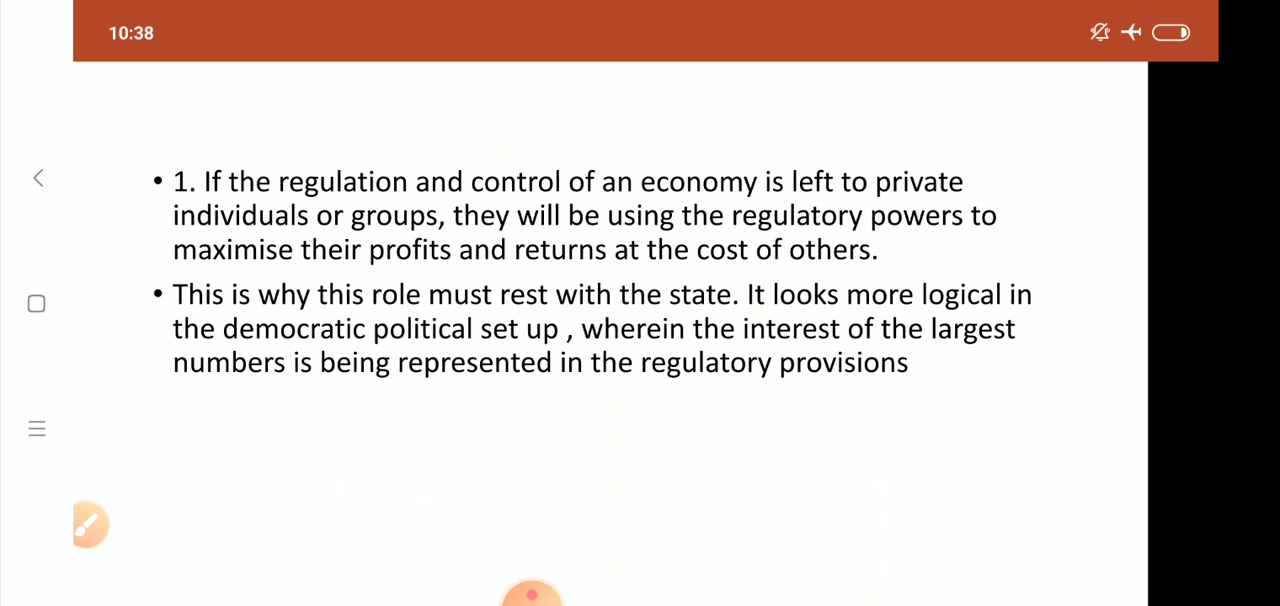 10:38
• 1. If the regulation and control of an economy is left to private
individuals or groups, they will be using the regulatory powers to
maximise their profits and returns at the cost of others.
• This is why this role must rest with the state. It looks more logical in
the democratic political set up , wherein the interest of the largest
numbers is being represented in the regulatory provisions